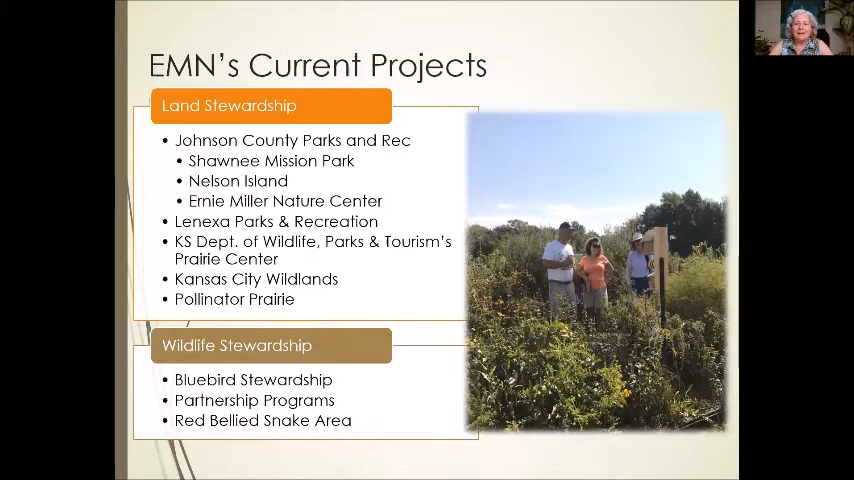 EMN's Current Projects
Land Stewardship
• Johnson County Parks and Rec
• Shawnee Mission Park
• Nelson Island
• Ernie Miller Nature Center
• Lenexa Parks & Recreation
• KS Dept. of Wildlife, Parks & Tourism's
Prairie Center
• Kansas City Wildlands
• Pollinator Prairie
Wildlife Stewardship
• Bluebird Stewardship
• Partnership Programs
• Red Bellied Snake Area